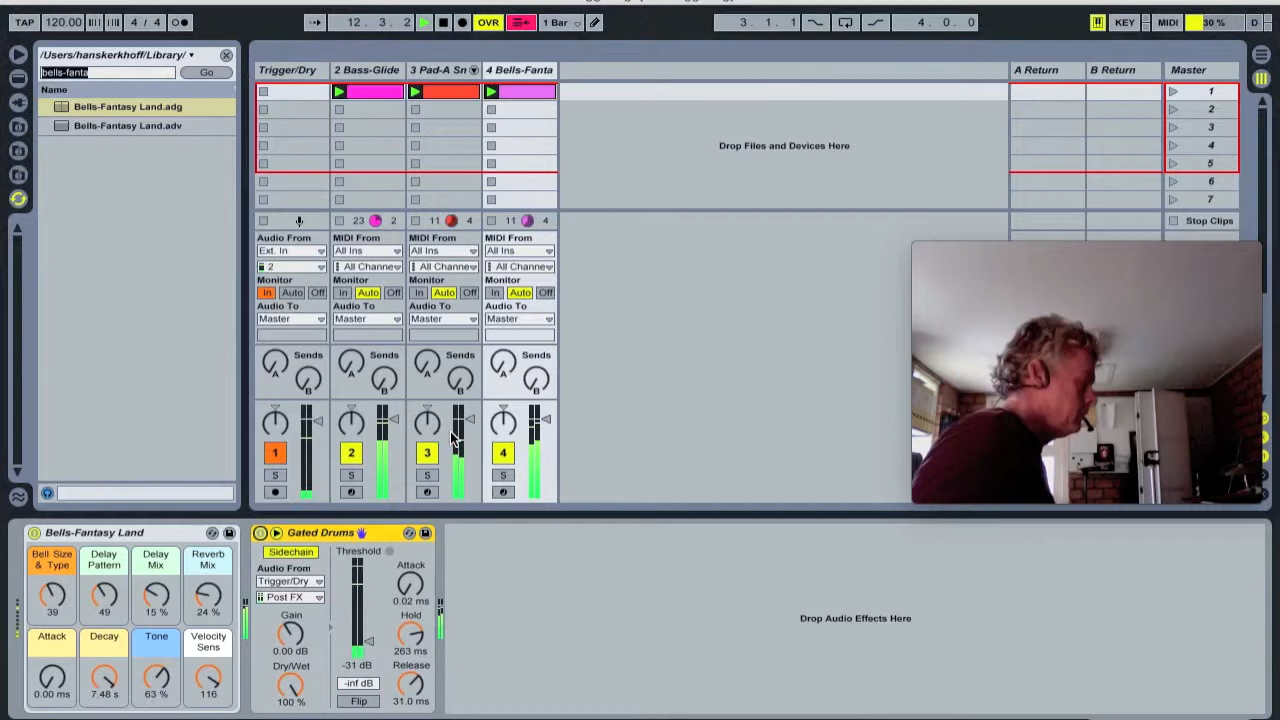 TAP 120.00 4 / 4 12 . 3 . 2 OVR 1 Bar 3 . 1 . 1 4 . 0 . 0 KEY MIDI 30 % D
/Users/hanskerkhoff/Library/
bells-fanta Go
Name
Bells-Fantasy Land.adg
Bells-Fantasy Land.adv
Trigger/Dry 2 Bass-Glide 3 Pad-A Sn 4 Bells-Fanta A Return B Return Master
1
2
3
Drop Files and Devices Here 4
5
6
7
23 2 11 4 11 4 Stop Clips
Audio From MIDI From MIDI From MIDI From
Ext. In All Ins All Ins All Ins
2 All Channe All Channe All Channe
Monitor Monitor Monitor Monitor
In Auto Off In Auto Off In Auto Off In Auto Off
Audio To Audio To Audio To Audio To
Master Master Master Master
Sends Sends Sends Sends
A A A A
B B B B
1 2 3 4
S S S S
Bells-Fantasy Land
Bell Size & Type Delay Pattern Delay Mix Reverb Mix
39 49 15 % 24 %
Attack Decay Tone Velocity Sens
0.00 ms 7.48 s 63 % 116
Gated Drums
Sidechain Threshold
Audio From Attack
Trigger/Dry
Post FX 0.02 ms
Gain Hold
0.00 dB 263 ms
Dry/Wet -31 dB Release
-inf dB
100 % Flip 31.0 ms
Drop Audio Effects Here